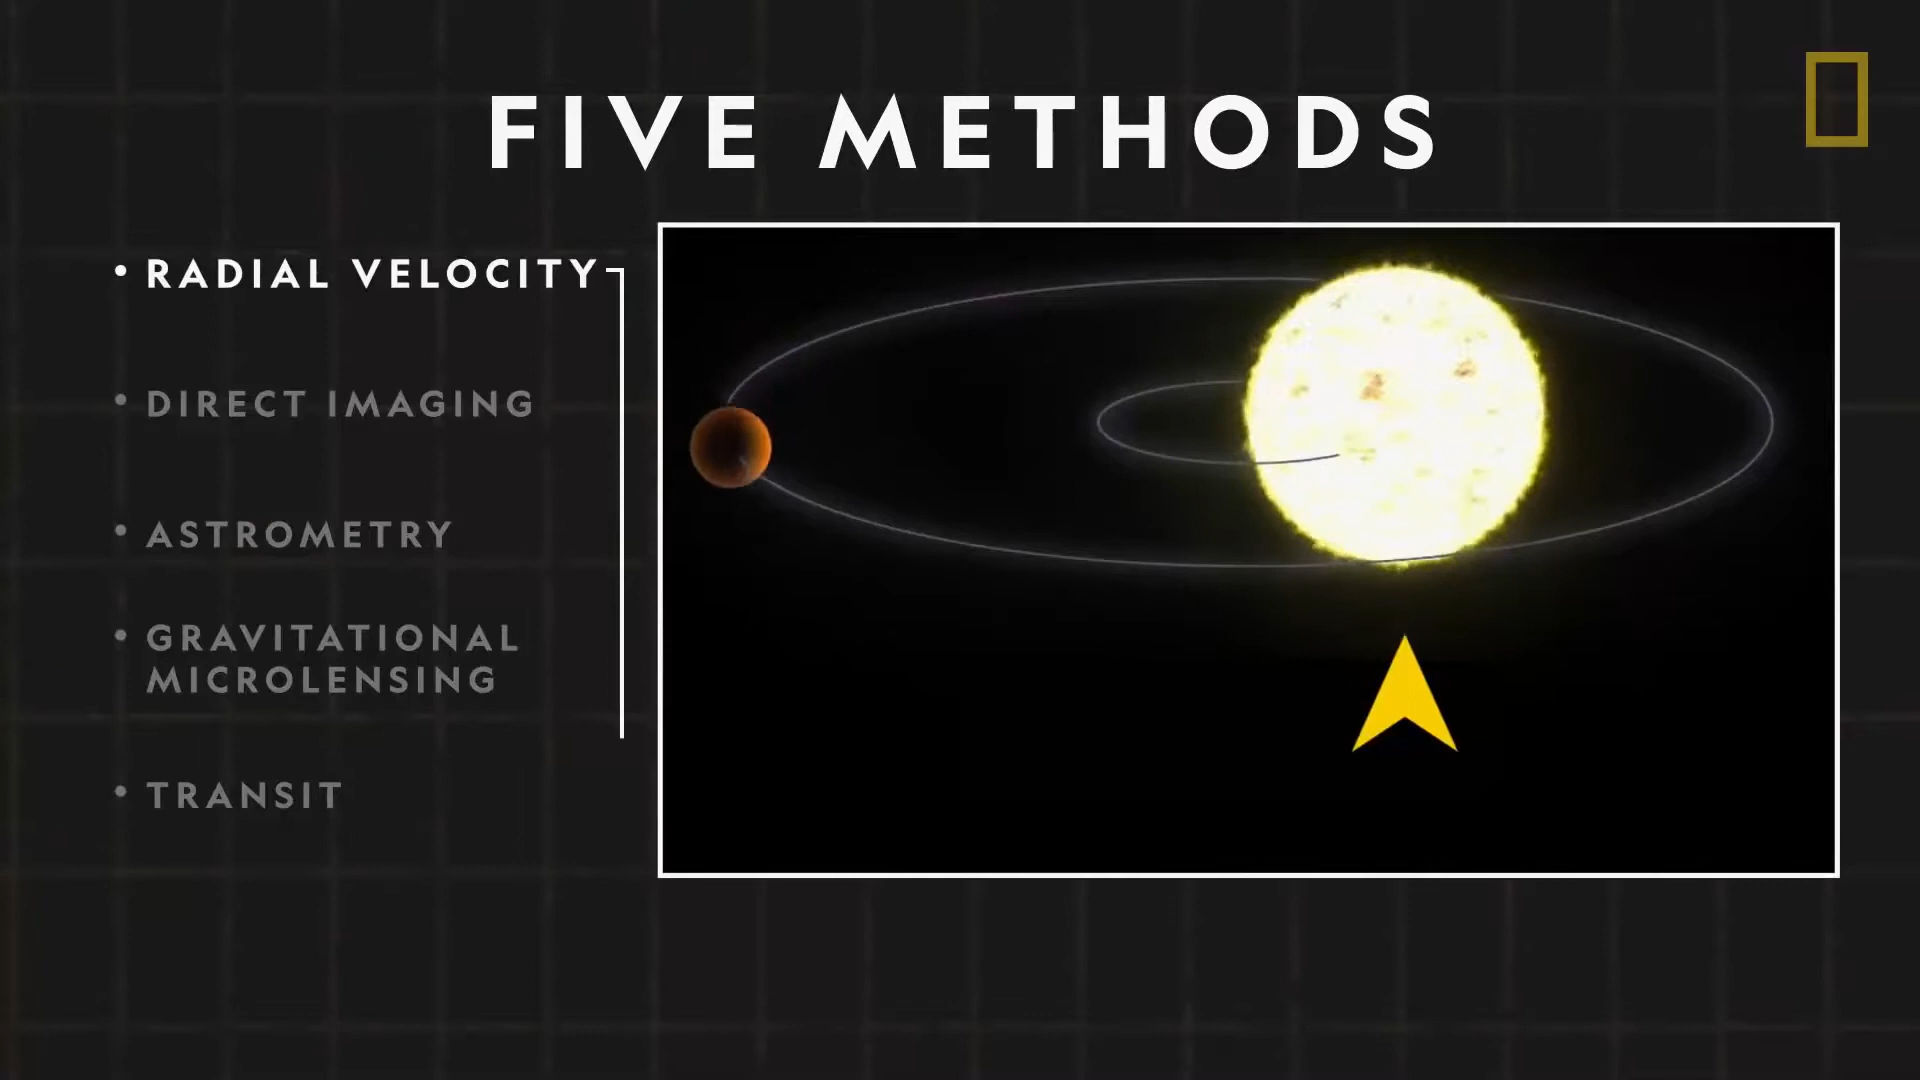 FIVE METHODS
• RADIAL VELOCITY
• DIRECT IMAGING
• ASTROMETRY
• GRAVITATIONAL
MICROLENSING
• TRANSIT